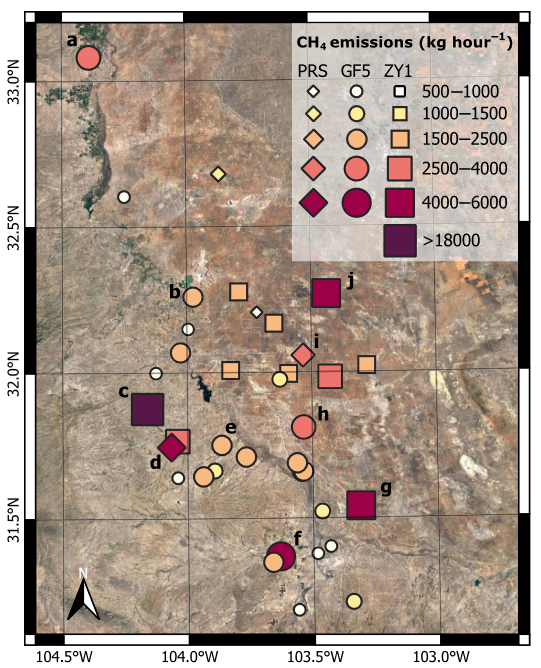 a
CH₄ emissions (kg hour⁻¹)
PRS GF5 ZY1
500−1000
1000−1500
1500−2500
2500−4000
4000−6000
>18000
33.0°N
32.5°N
32.0°N
31.5°N
b
j
i
c
h
e
d
g
f
N
104.5°W 104.0°W 103.5°W 103.0°W